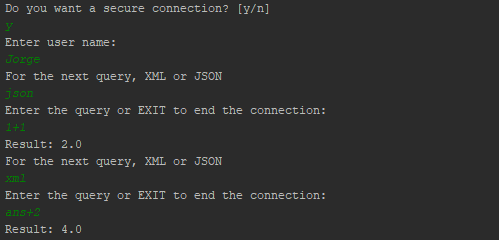 Do you want a secure connection? [y/n]
y
Enter user name:
Jorge
For the next query, XML or JSON
json
Enter the query or EXIT to end the connection:
1+1
Result: 2.0
For the next query, XML or JSON
xml
Enter the query or EXIT to end the connection:
ans+2
Result: 4.0